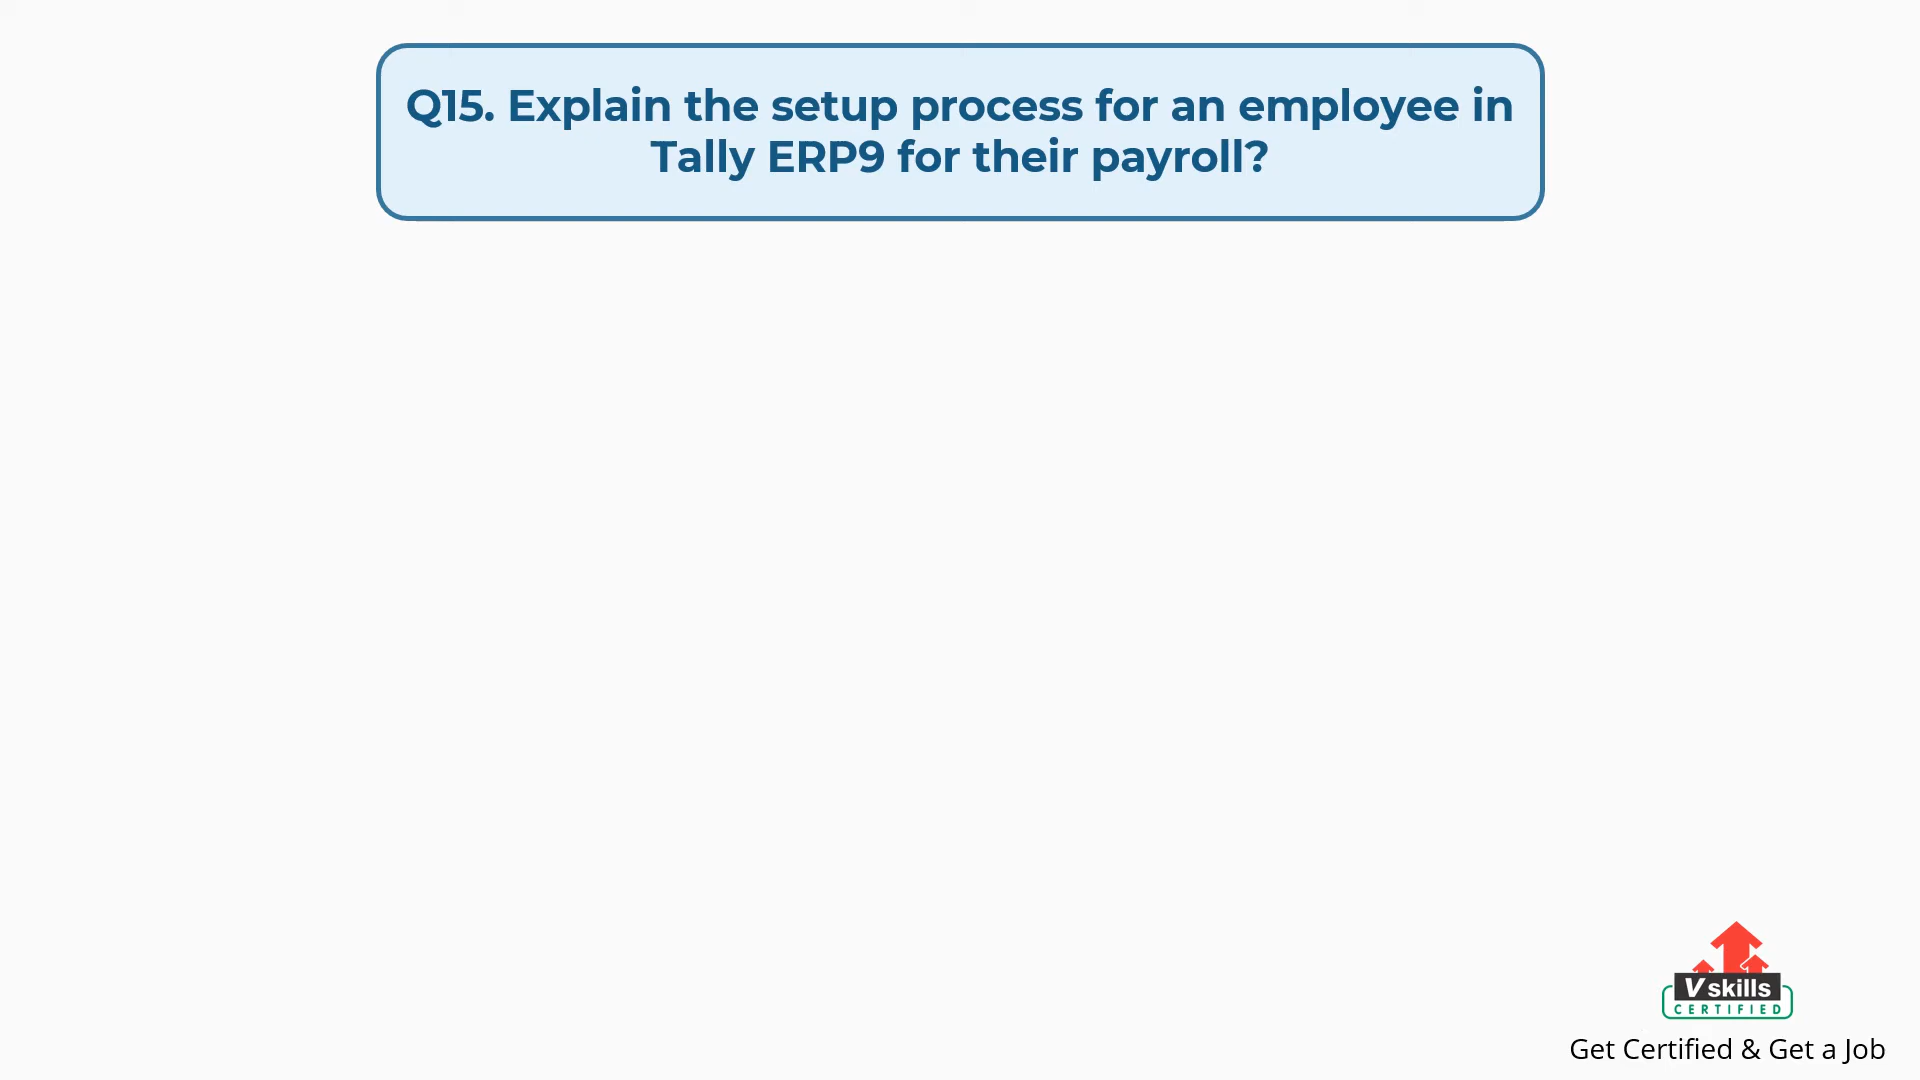 Q15. Explain the setup process for an employee in
Tally ERP9 for their payroll?
Vskills
CERTIFIED
Get Certified & Get a Job